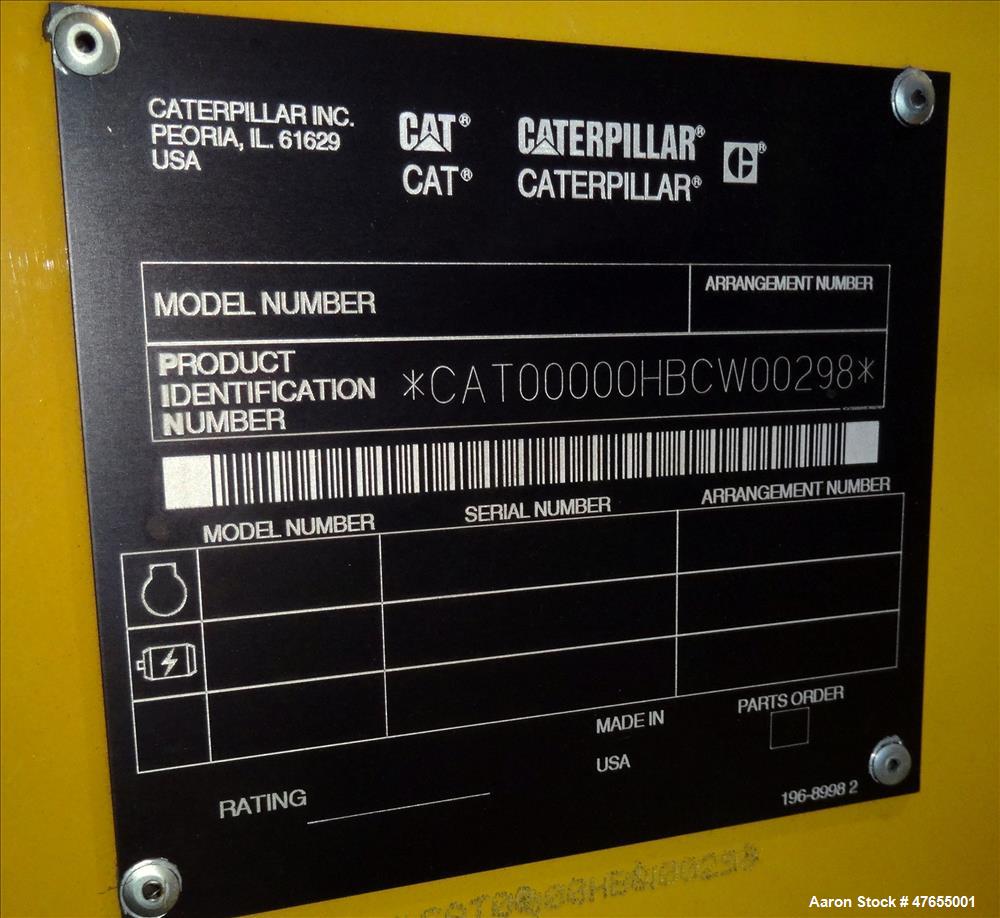 CATERPILLAR INC.
PEORIA, IL. 61629
USA
CAT® CATERPILLAR® C®
CAT® CATERPILLAR®
MODEL NUMBER
ARRANGEMENT NUMBER
PRODUCT
IDENTIFICATION
NUMBER
*CAT00000HBCW00298*
MODEL NUMBER SERIAL NUMBER ARRANGEMENT NUMBER
MADE IN
USA
PARTS ORDER
RATING
196-8998 2
Aaron Stock # 47655001